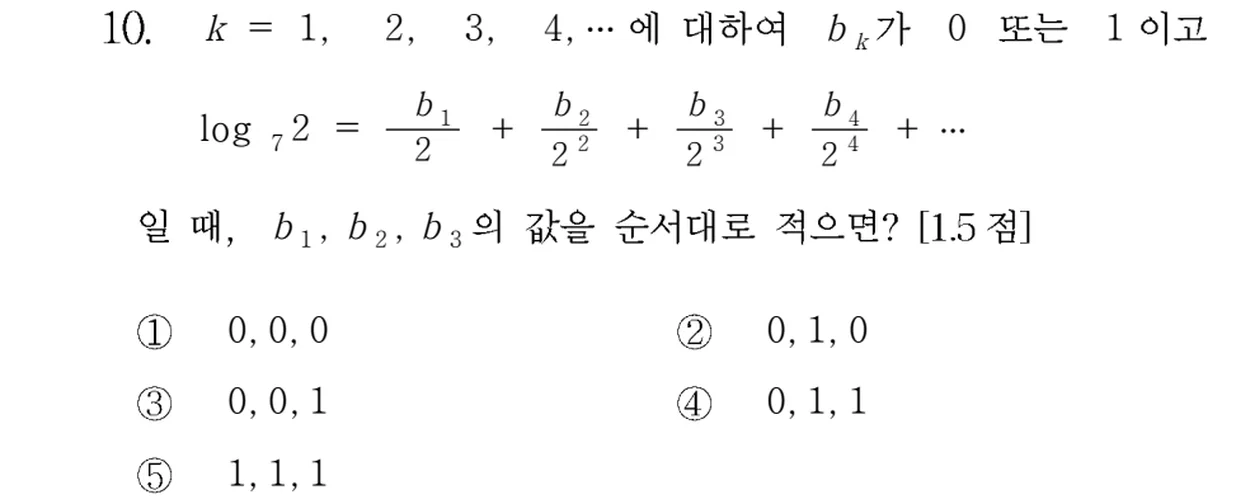 10. k = 1, 2, 3, 4, ⋯ 에 대하여 b_k가 0 또는 1 이고
log_7 2 = b_1/2 + b_2/2^2 + b_3/2^3 + b_4/2^4 + ⋯
일 때, b_1, b_2, b_3의 값을 순서대로 적으면? [1.5 점]
① 0, 0, 0 ② 0, 1, 0
③ 0, 0, 1 ④ 0, 1, 1
⑤ 1, 1, 1